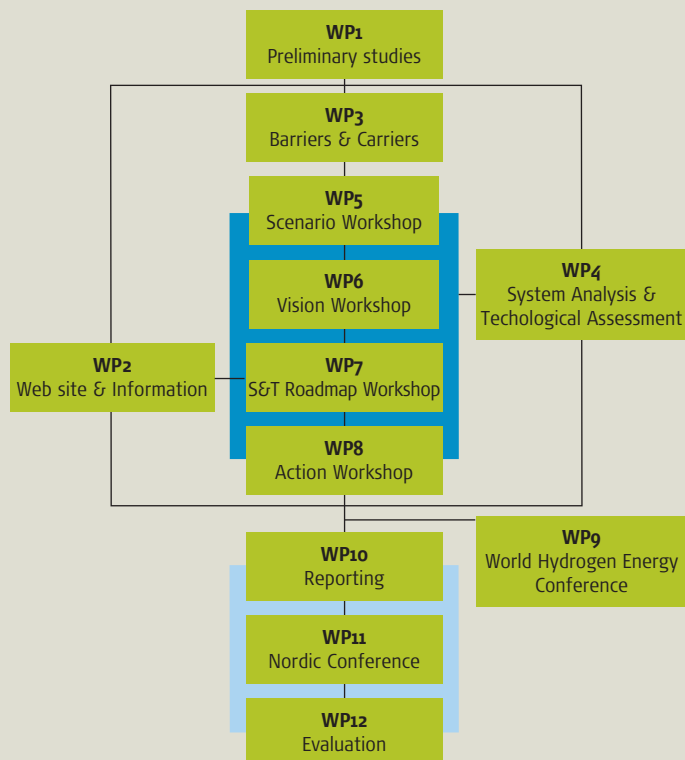 WP1
Preliminary studies
WP3
Barriers & Carriers
WP5
Scenario Workshop
WP6
Vision Workshop
WP4
System Analysis &
Techological Assessment
WP2
Web site & Information
WP7
S&T Roadmap Workshop
WP8
Action Workshop
WP9
World Hydrogen Energy
Conference
WP10
Reporting
WP11
Nordic Conference
WP12
Evaluation